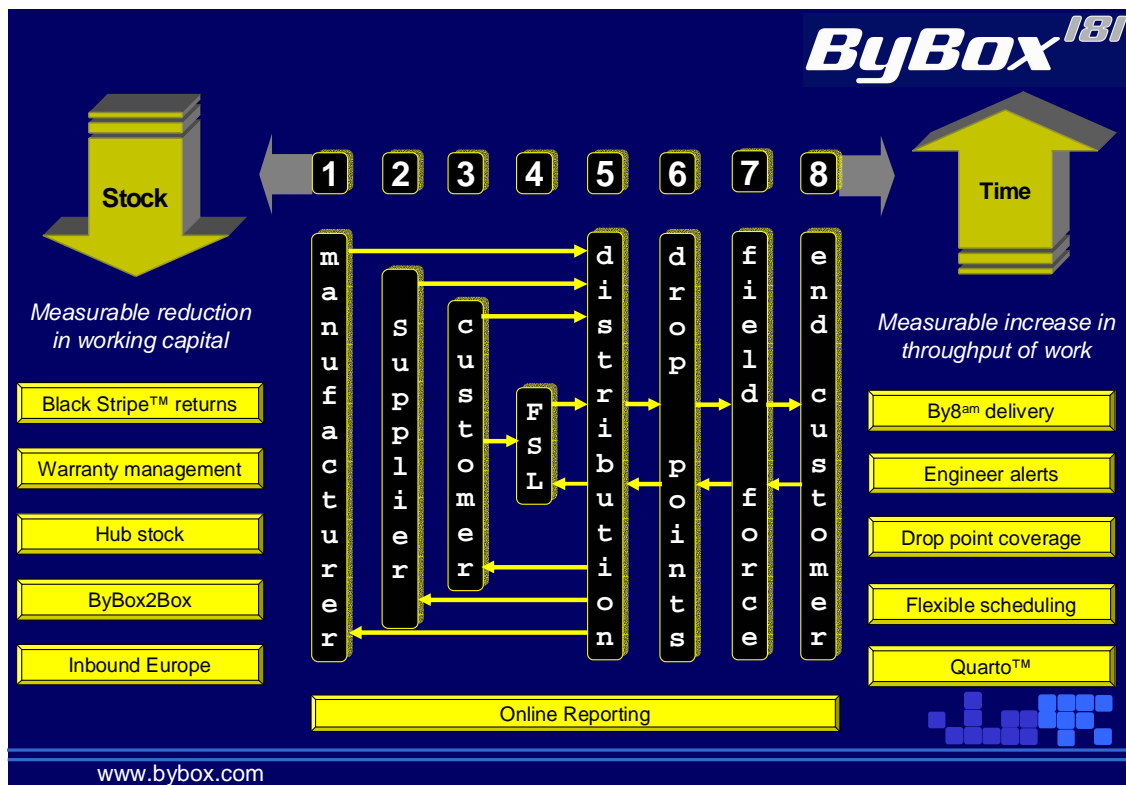 ByBox 181
Stock
1 2 3 4 5 6 7 8
Time
Measurable reduction
in working capital
Black Stripe™ returns
Warranty management
Hub stock
ByBox2Box
Inbound Europe
manufacturer
Supplier
customer
FSL
distribution
drop points
field force
end customer
Measurable increase in
throughput of work
By8am delivery
Engineer alerts
Drop point coverage
Flexible scheduling
Quarto™
Online Reporting
www.bybox.com